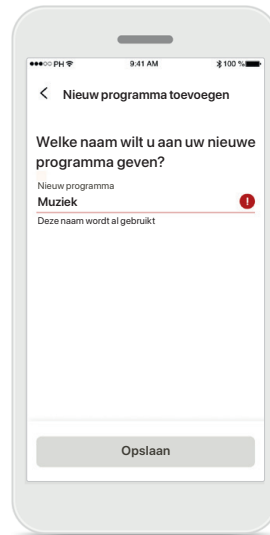 ●●●○○ PH 9:41 AM 100 %
Nieuw programma toevoegen
Welke naam wilt u aan uw nieuwe
programma geven?
Nieuw programma
Muziek
Deze naam wordt al gebruikt
Opslaan